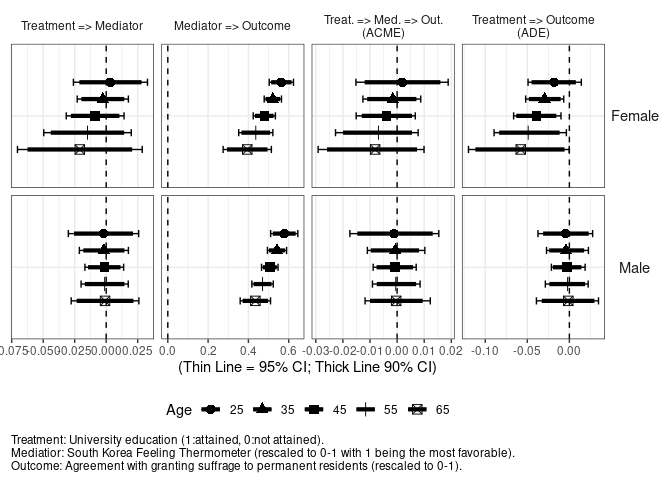 Treatment => Mediator
Mediator => Outcome
Treat. => Med. => Out.
(ACME)
Treatment => Outcome
(ADE)
Female
Male
-0.075 -0.050 -0.025 0.000 0.025
0.0 0.2 0.4 0.6
-0.03 -0.02 -0.01 0.00 0.01 0.02
-0.10 -0.05 0.00
(Thin Line = 95% CI; Thick Line 90% CI)
Age 25 35 45 55 65
Treatment: University education (1:attained, 0:not attained).
Mediatior: South Korea Feeling Thermometer (rescaled to 0-1 with 1 being the most favorable).
Outcome: Agreement with granting suffrage to permanent residents (rescaled to 0-1).